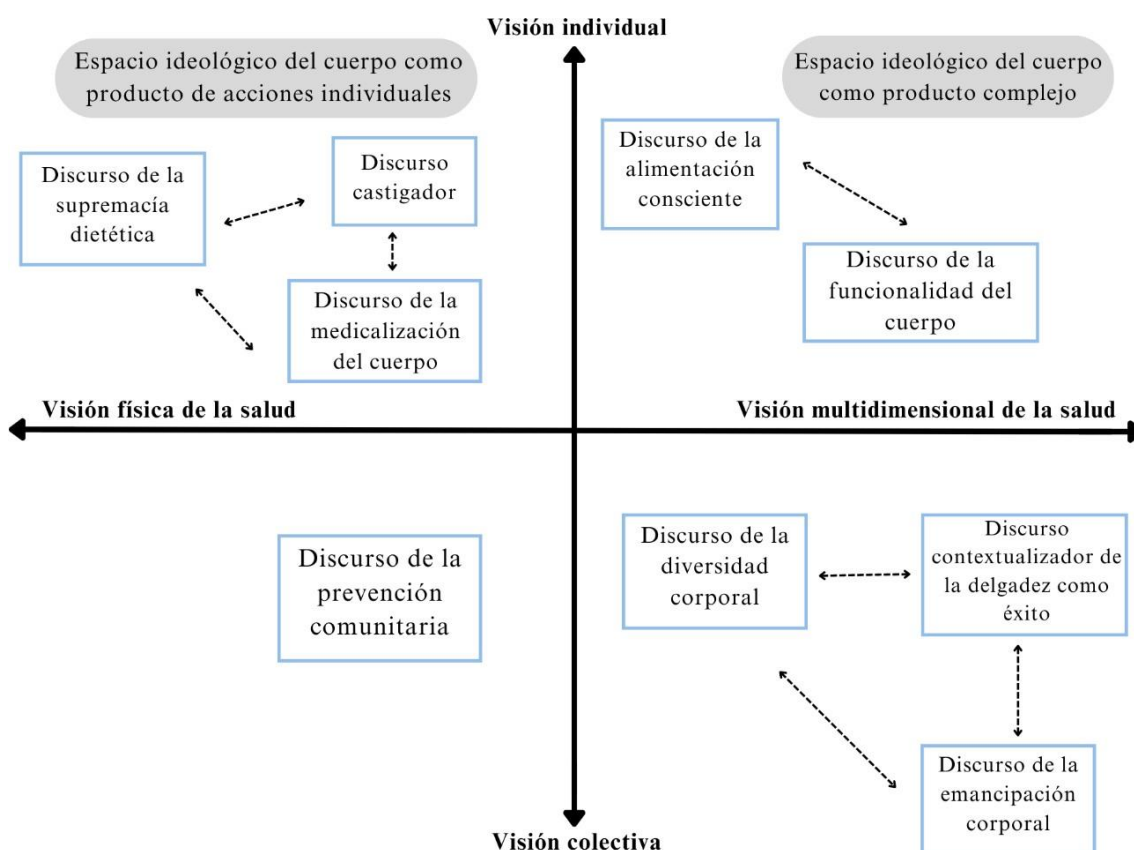 Visión individual
Espacio ideológico del cuerpo como
producto de acciones individuales
Espacio ideológico del cuerpo
como producto complejo
Discurso de la
supremacía
dietética
Discurso
castigador
Discurso de la
medicalización
del cuerpo
Discurso de la
alimentación
consciente
Discurso de la
funcionalidad del
cuerpo
Visión física de la salud
Visión multidimensional de la salud
Discurso de la
prevención
comunitaria
Discurso de la
diversidad
corporal
Discurso
contextualizador de
la delgadez como
éxito
Discurso de la
emancipación
corporal
Visión colectiva